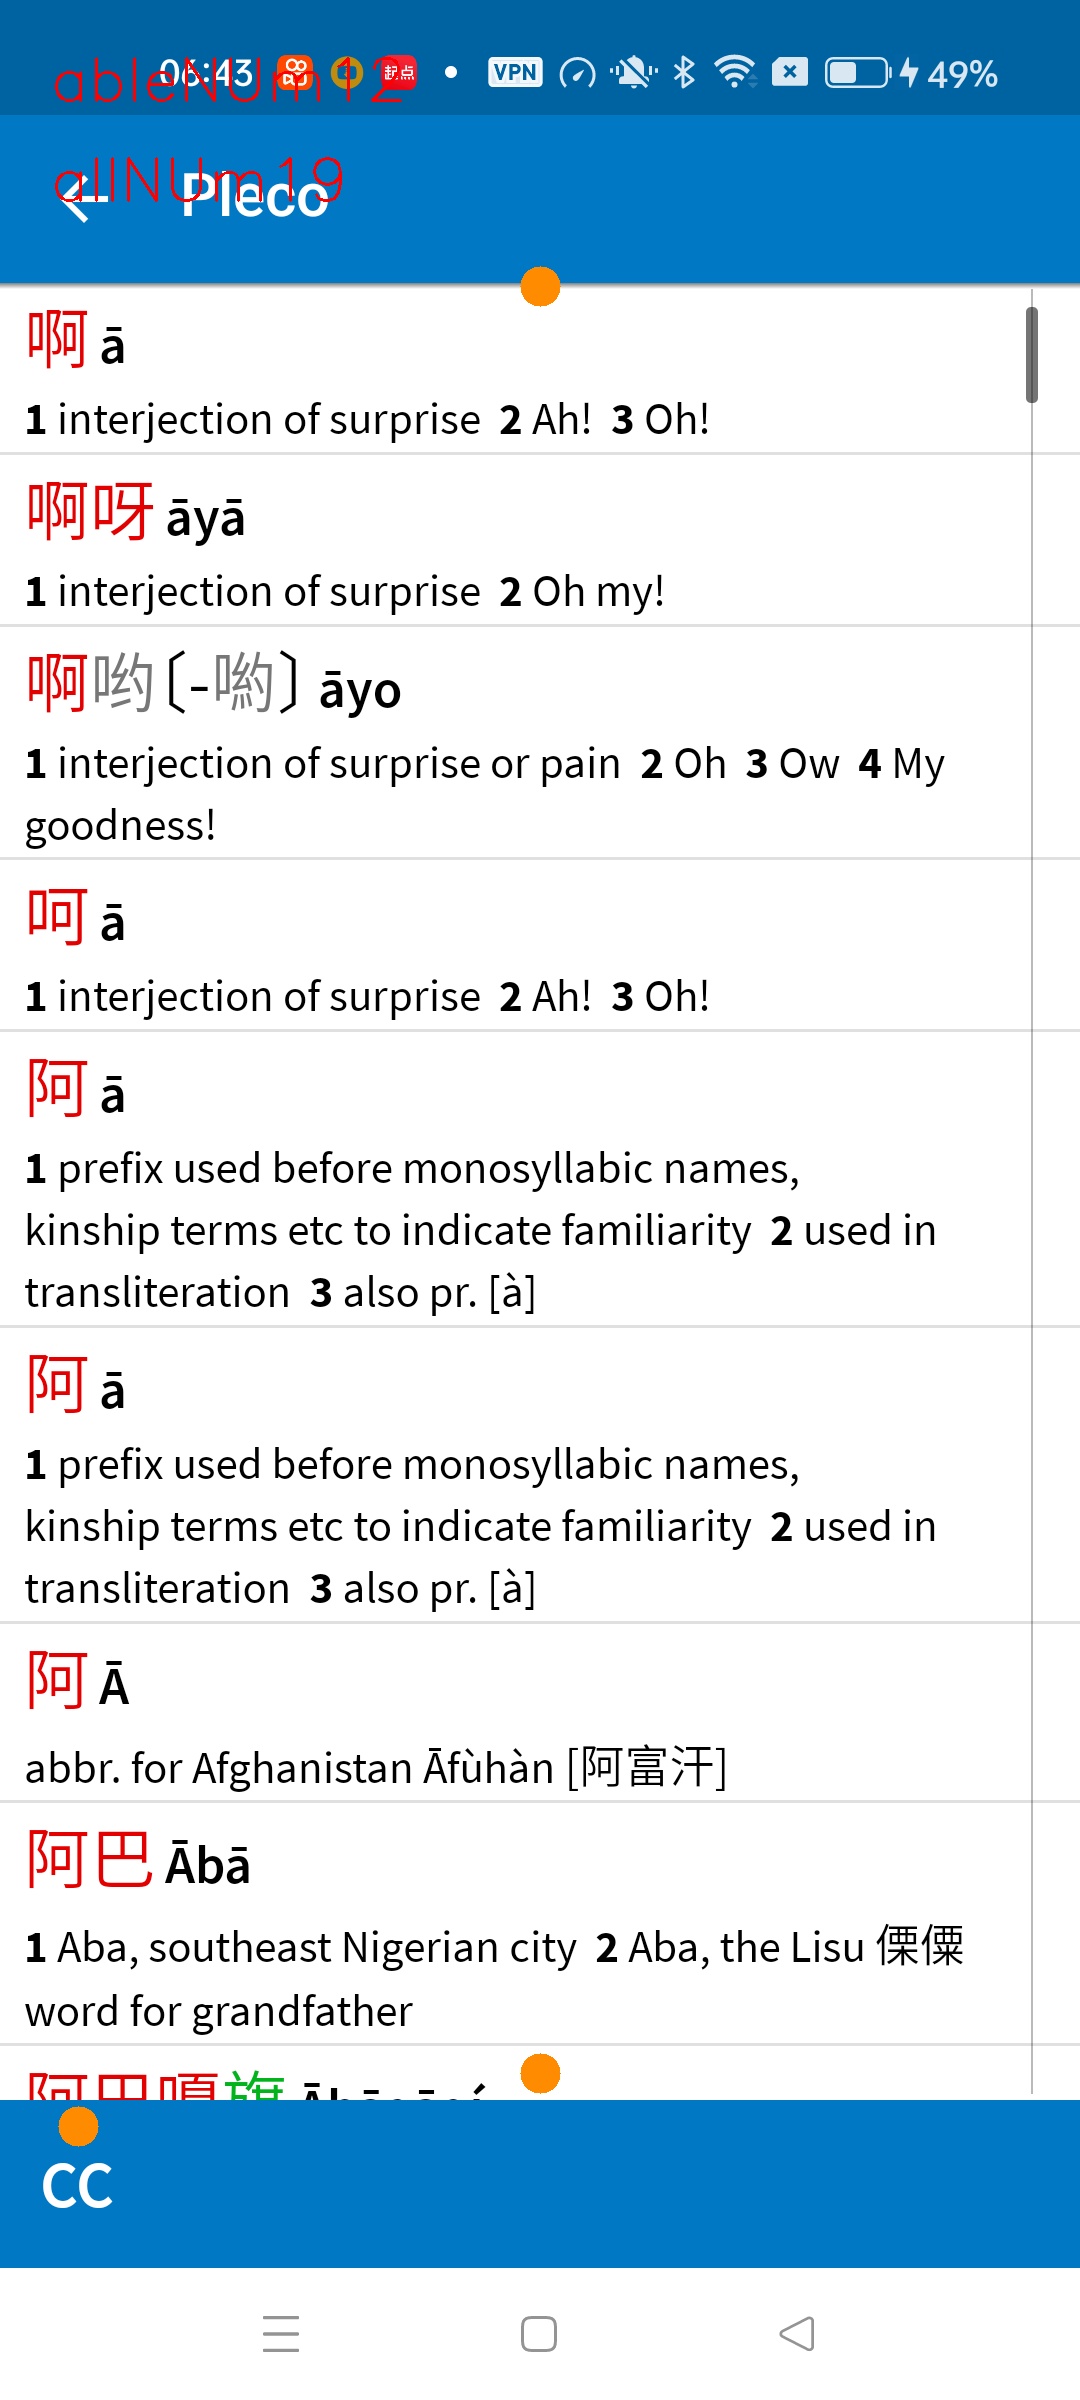 ableNUm12
06:43 起点 VPN 49%
allNUm19
Pleco
啊 ā
1 interjection of surprise 2 Ah! 3 Oh!
啊呀 āyā
1 interjection of surprise 2 Oh my!
啊哟〔-喲〕 āyo
1 interjection of surprise or pain 2 Oh 3 Ow 4 My
goodness!
呵 ā
1 interjection of surprise 2 Ah! 3 Oh!
阿 ā
1 prefix used before monosyllabic names,
kinship terms etc to indicate familiarity 2 used in
transliteration 3 also pr. [à]
阿 ā
1 prefix used before monosyllabic names,
kinship terms etc to indicate familiarity 2 used in
transliteration 3 also pr. [à]
阿 Ā
abbr. for Afghanistan Āfùhàn [阿富汗]
阿巴 Ābā
1 Aba, southeast Nigerian city 2 Aba, the Lisu 傈僳
word for grandfather
阿巴嘎旗
CC